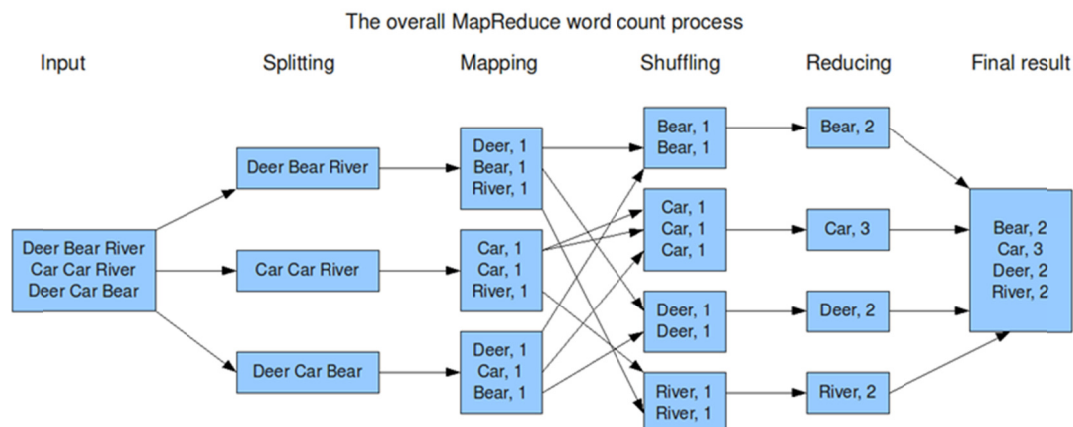 The overall MapReduce word count process
Input
Splitting
Mapping
Shuffling
Reducing
Final result
Deer Bear River
Car Car River
Deer Car Bear
Deer Bear River
Car Car River
Deer Car Bear
Deer, 1
Bear, 1
River, 1
Car, 1
Car, 1
River, 1
Deer, 1
Car, 1
Bear, 1
Bear, 1
Bear, 1
Car, 1
Car, 1
Car, 1
Deer, 1
Deer, 1
River, 1
River, 1
Bear, 2
Car, 3
Deer, 2
River, 2
Bear, 2
Car, 3
Deer, 2
River, 2